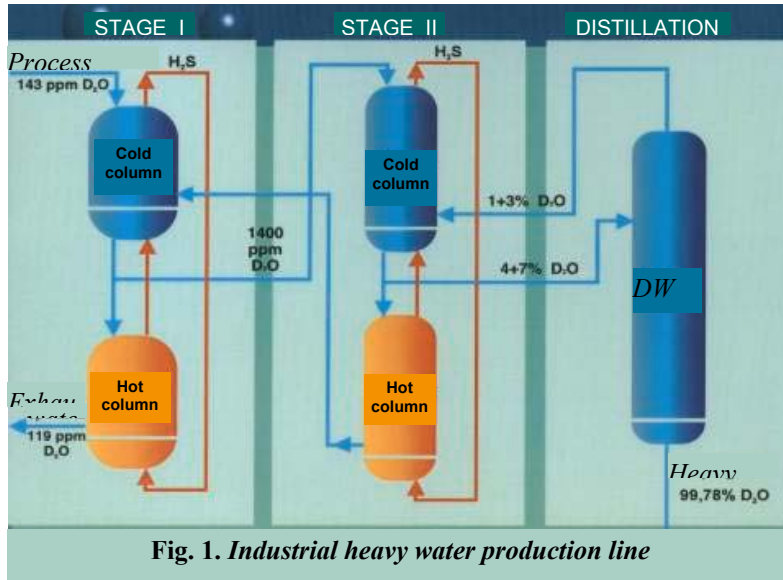 STAGE I
STAGE II
DISTILLATION
Process
143 ppm D₂O
H₂S
H₂S
Cold
column
Cold
column
1+3% D₂O
1400
ppm
D₂O
4+7% D₂O
DW
Hot
column
Hot
column
Exhau
119 ppm
D₂O
Heavy
99,78% D₂O
Fig. 1. Industrial heavy water production line